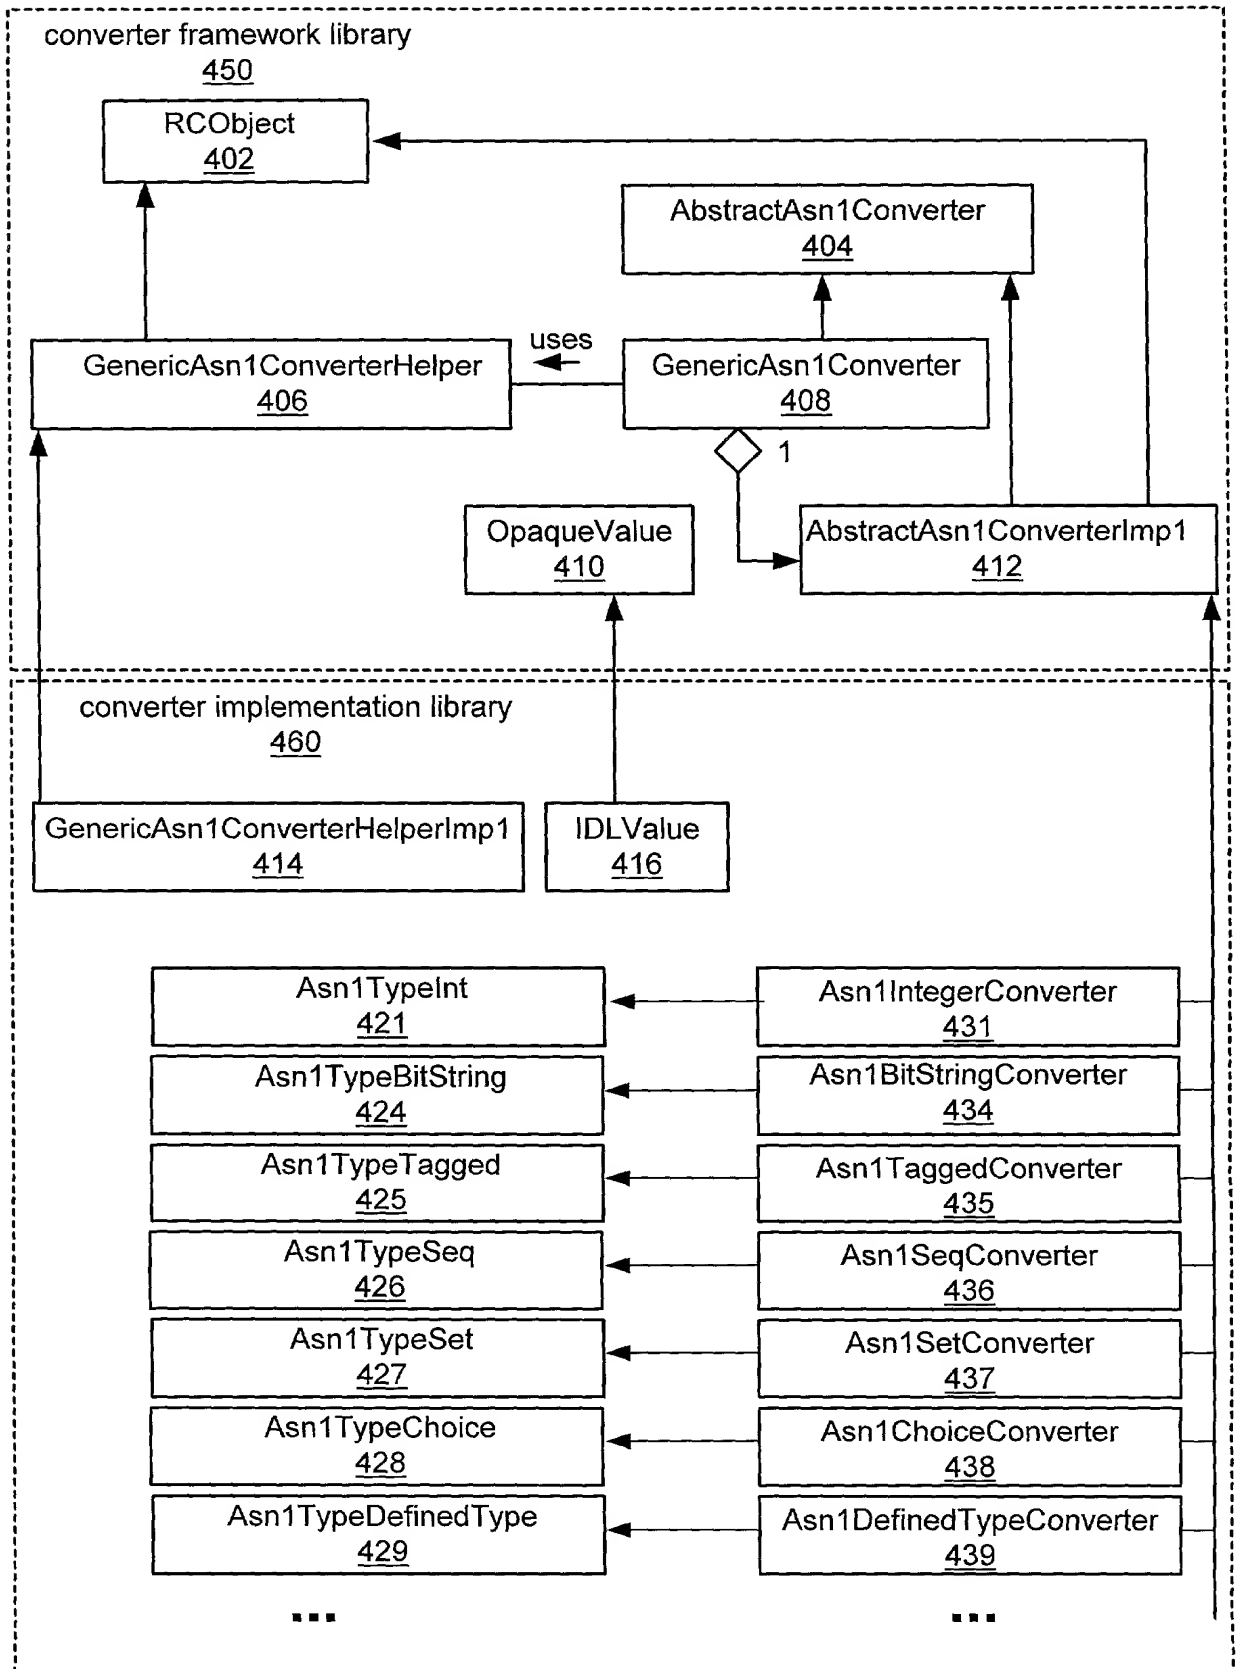 converter framework library
450
RCObject
402
AbstractAsn1Converter
404
GenericAsn1ConverterHelper
406
uses
GenericAsn1Converter
408
1
OpaqueValue
410
AbstractAsn1ConverterImp1
412
converter implementation library
460
GenericAsn1ConverterHelperImp1
414
IDLValue
416
Asn1TypeInt
421
Asn1IntegerConverter
431
Asn1TypeBitString
424
Asn1BitStringConverter
434
Asn1TypeTagged
425
Asn1TaggedConverter
435
Asn1TypeSeq
426
Asn1SeqConverter
436
Asn1TypeSet
427
Asn1SetConverter
437
Asn1TypeChoice
428
Asn1ChoiceConverter
438
Asn1TypeDefinedType
429
Asn1DefinedTypeConverter
439
...
...